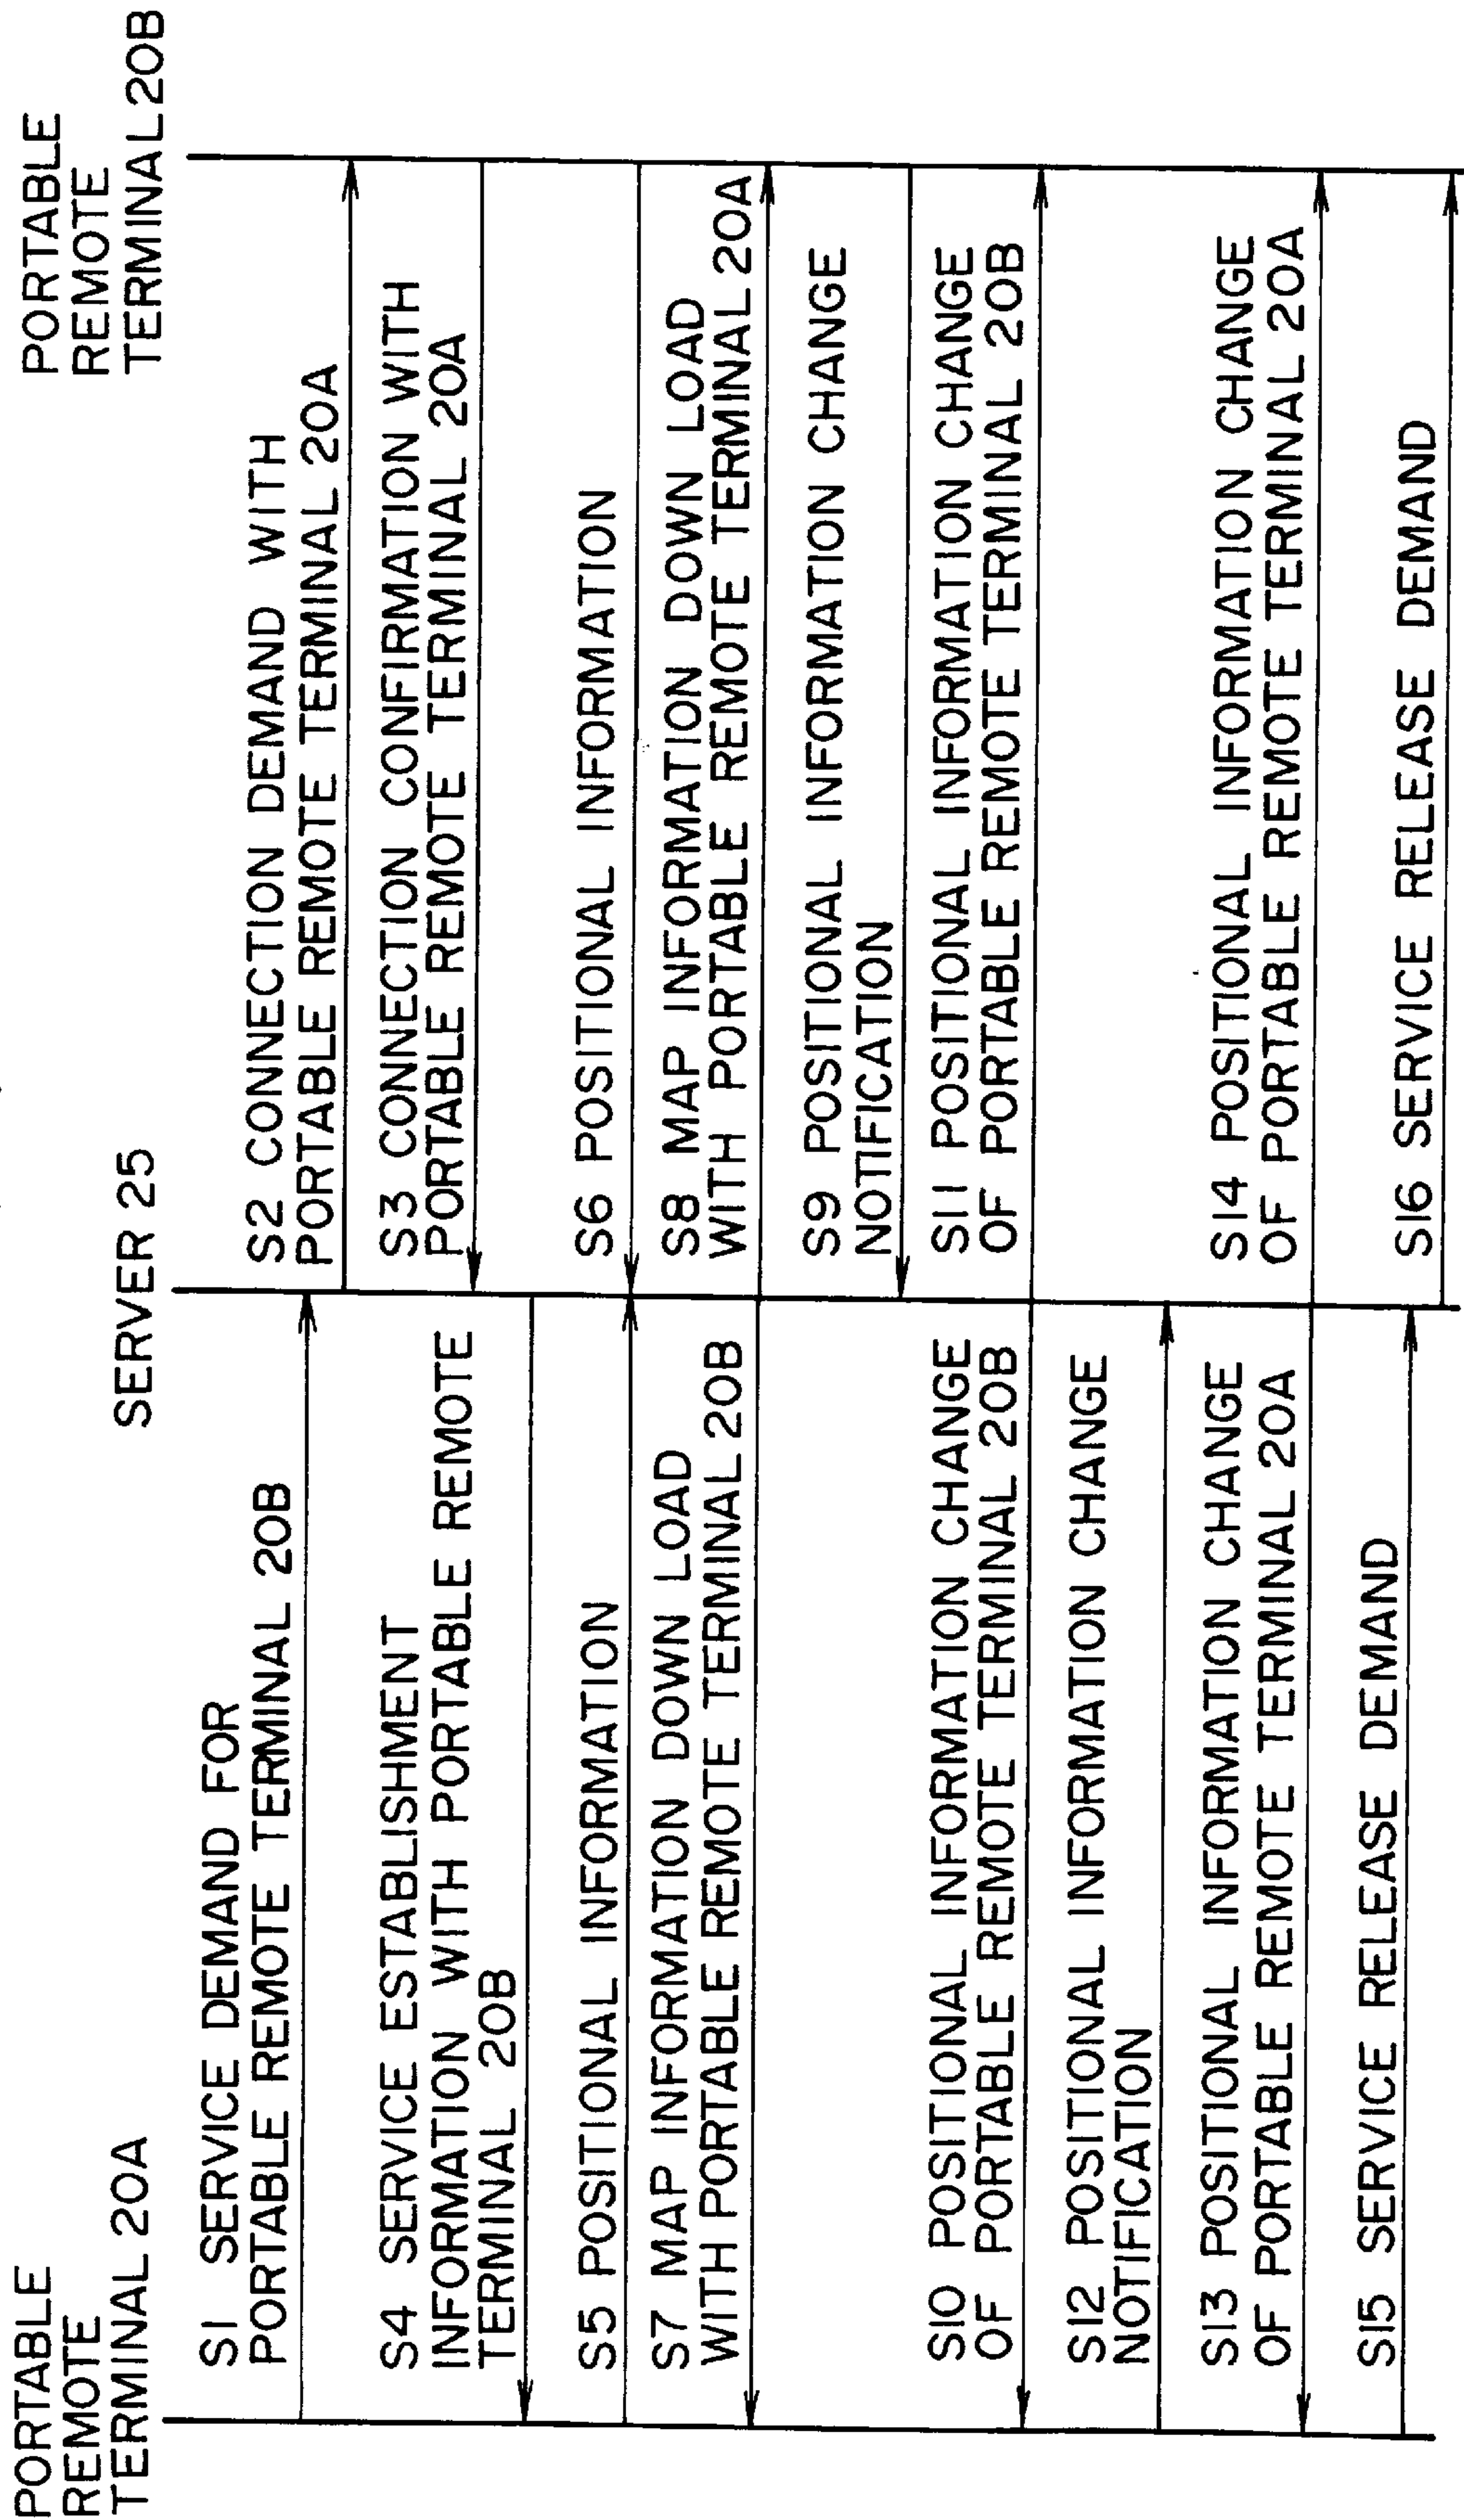 PORTABLE
REMOTE
TERMINAL 20A
SERVER 25
PORTABLE
REMOTE
TERMINAL 20B
S1 SERVICE DEMAND FOR
PORTABLE REMOTE TERMINAL 20B
S2 CONNECTION DEMAND WITH
PORTABLE REMOTE TERMINAL 20A
S3 CONNECTION CONFIRMATION WITH
PORTABLE REMOTE TERMINAL 20A
S4 SERVICE ESTABLISHMENT
INFORMATION WITH PORTABLE REMOTE
TERMINAL 20B
S5 POSITIONAL INFORMATION
S6 POSITIONAL INFORMATION
S7 MAP INFORMATION DOWN LOAD
WITH PORTABLE REMOTE TERMINAL 20B
S8 MAP INFORMATION DOWN LOAD
WITH PORTABLE REMOTE TERMINAL 20A
S9 POSITIONAL INFORMATION CHANGE
NOTIFICATION
S10 POSITIONAL INFORMATION CHANGE
OF PORTABLE REMOTE TERMINAL 20B
S11 POSITIONAL INFORMATION CHANGE
OF PORTABLE REMOTE TERMINAL 20B
S12 POSITIONAL INFORMATION CHANGE
NOTIFICATION
S13 POSITIONAL INFORMATION CHANGE
OF PORTABLE REMOTE TERMINAL 20A
S14 POSITIONAL INFORMATION CHANGE
OF PORTABLE REMOTE TERMINAL 20A
S15 SERVICE RELEASE DEMAND
S16 SERVICE RELEASE DEMAND